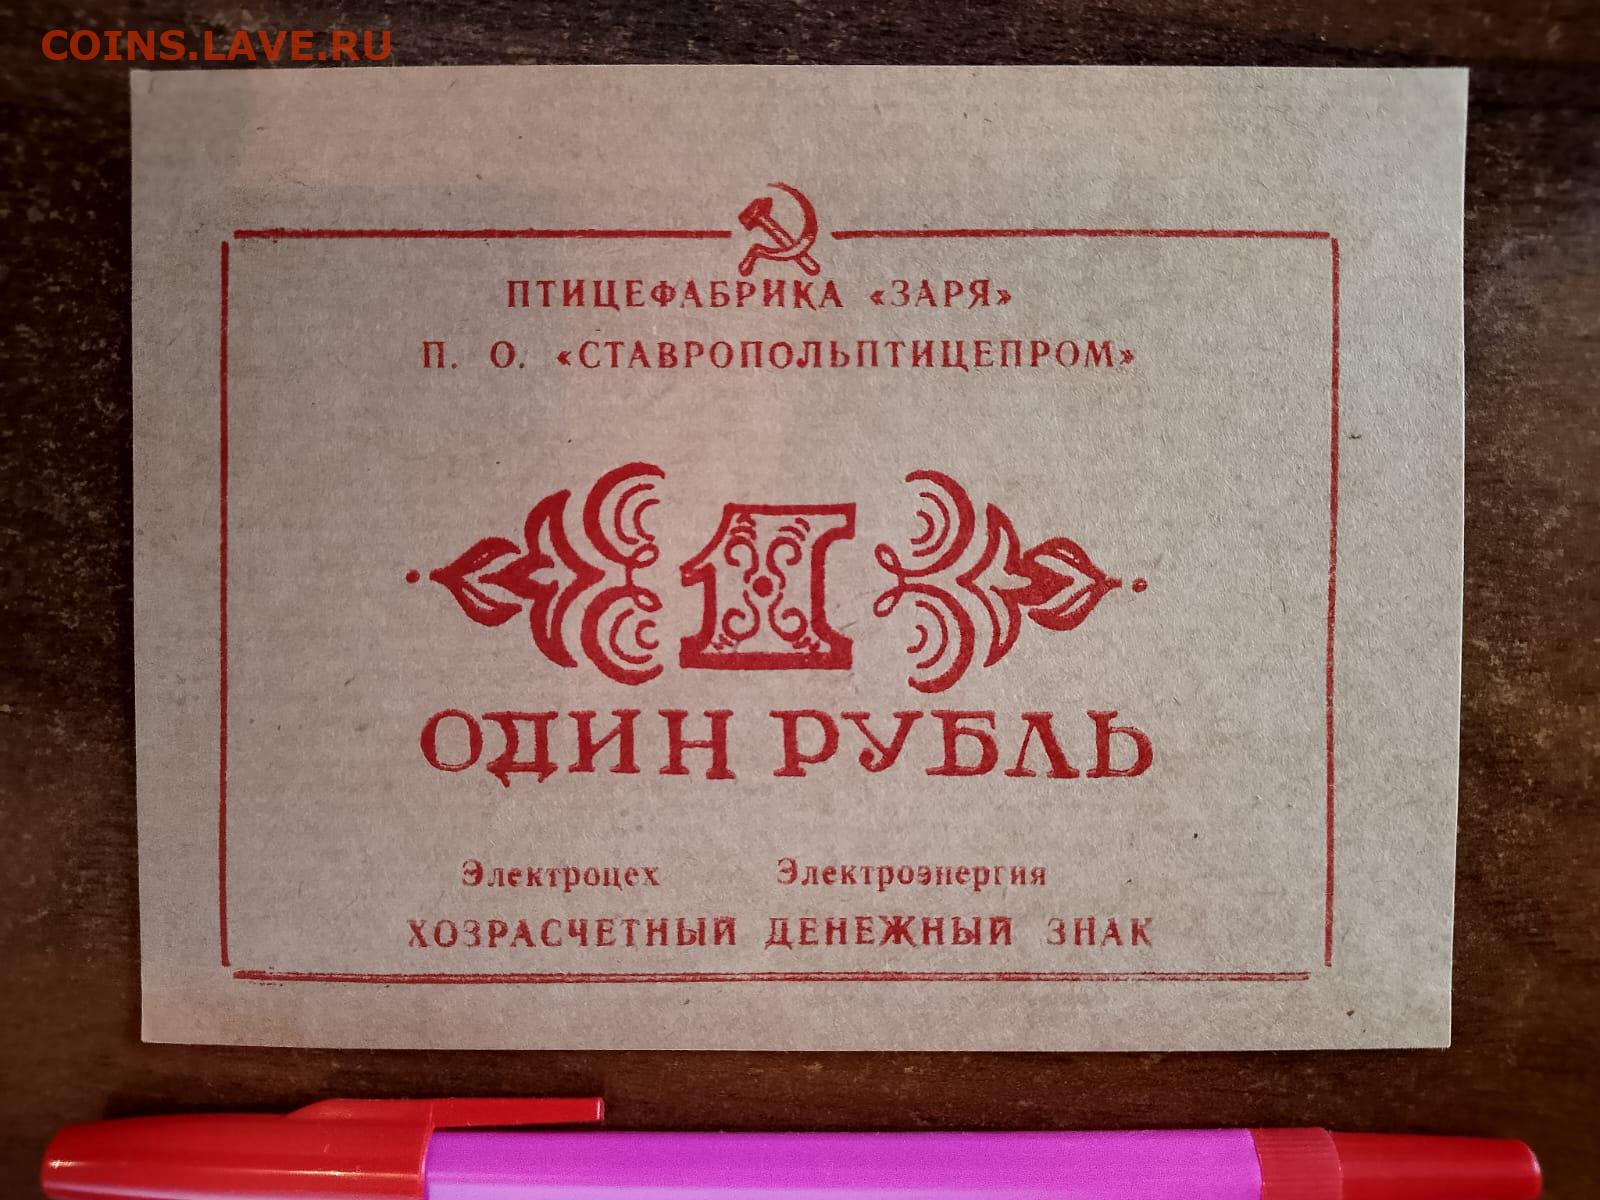 COINS.LAVE.RU
ПТИЦЕФАБРИКА «ЗАРЯ»
П. О. «СТАВРОПОЛЬПТИЦЕПРОМ»
1
ОДИН РУБЛЬ
Электроцех Электроэнергия
ХОЗРАСЧЕТНЫЙ ДЕНЕЖНЫЙ ЗНАК